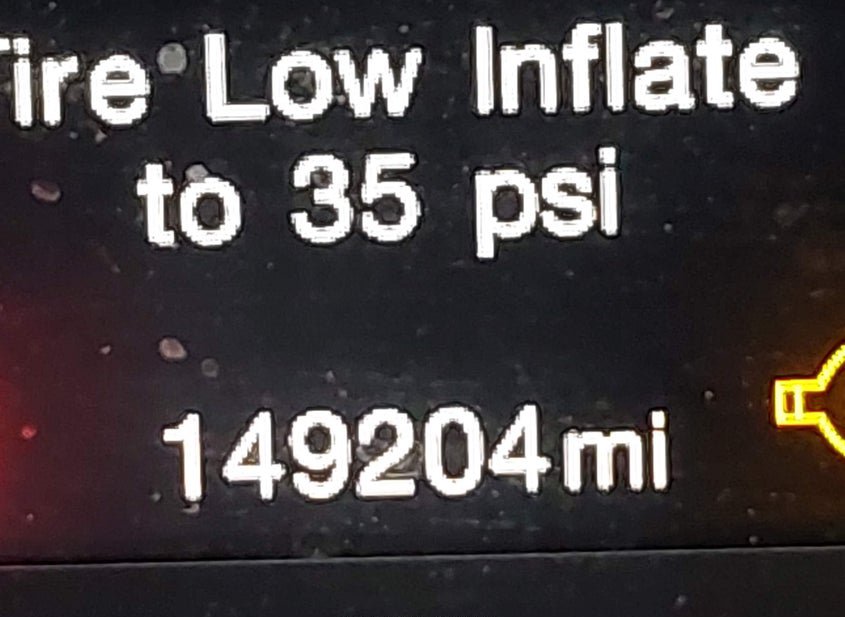 Tire Low Inflate
to 35 psi
149204mi